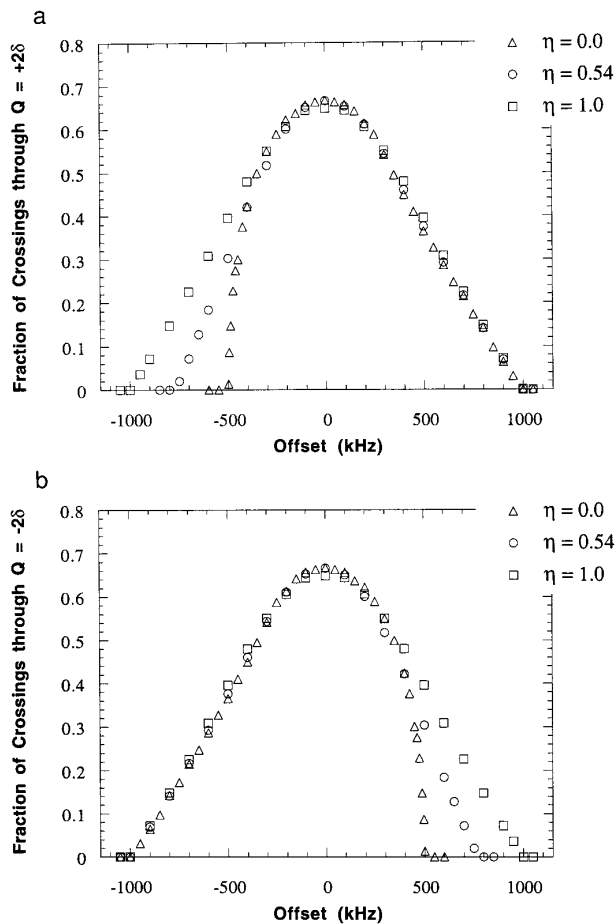 a
Fraction of Crossings through Q = +2δ
0.8
0.7
0.6
0.5
0.4
0.3
0.2
0.1
0
-1000
-500
0
500
1000
Offset (kHz)
△ η = 0.0
○ η = 0.54
□ η = 1.0
b
Fraction of Crossings through Q = -2δ
0.8
0.7
0.6
0.5
0.4
0.3
0.2
0.1
0
-1000
-500
0
500
1000
Offset (kHz)
△ η = 0.0
○ η = 0.54
□ η = 1.0